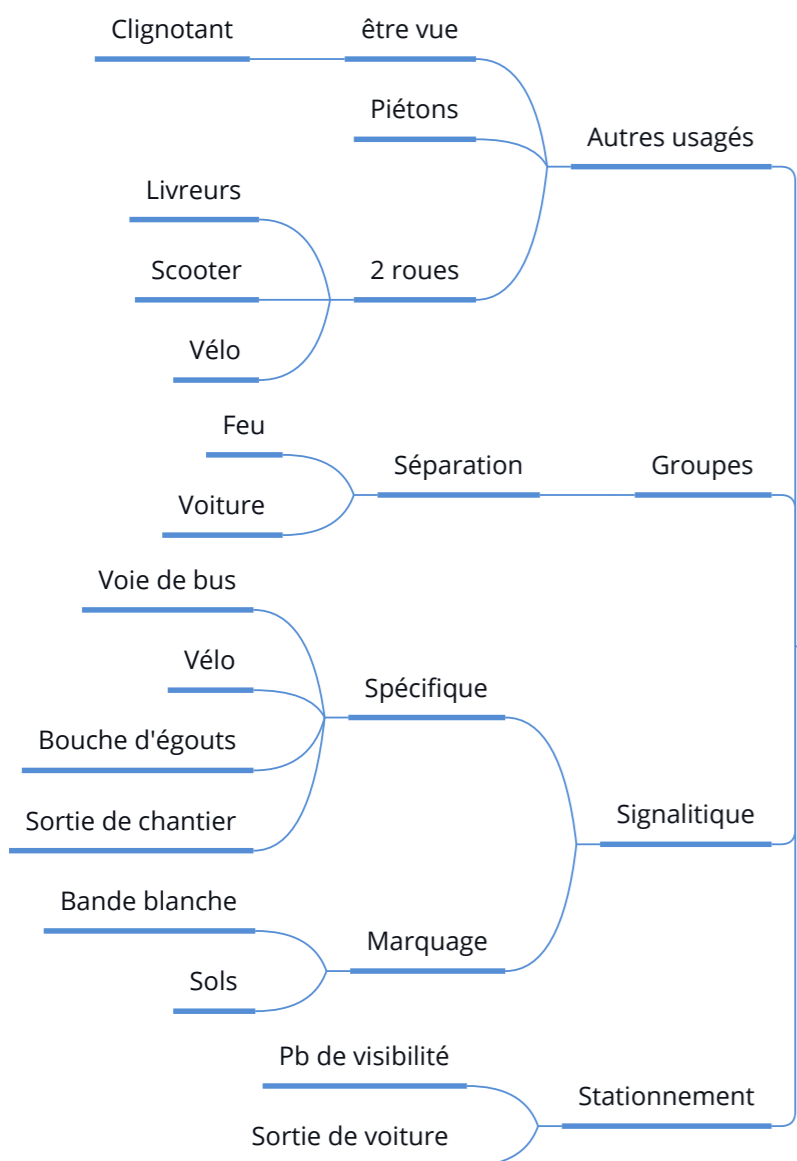 Clignotant
être vue
Piétons
Autres usagés
Livreurs
Scooter
2 roues
Vélo
Feu
Séparation
Groupes
Voiture
Voie de bus
Vélo
Spécifique
Bouche d'égouts
Sortie de chantier
Signalitique
Bande blanche
Marquage
Sols
Pb de visibilité
Stationnement
Sortie de voiture